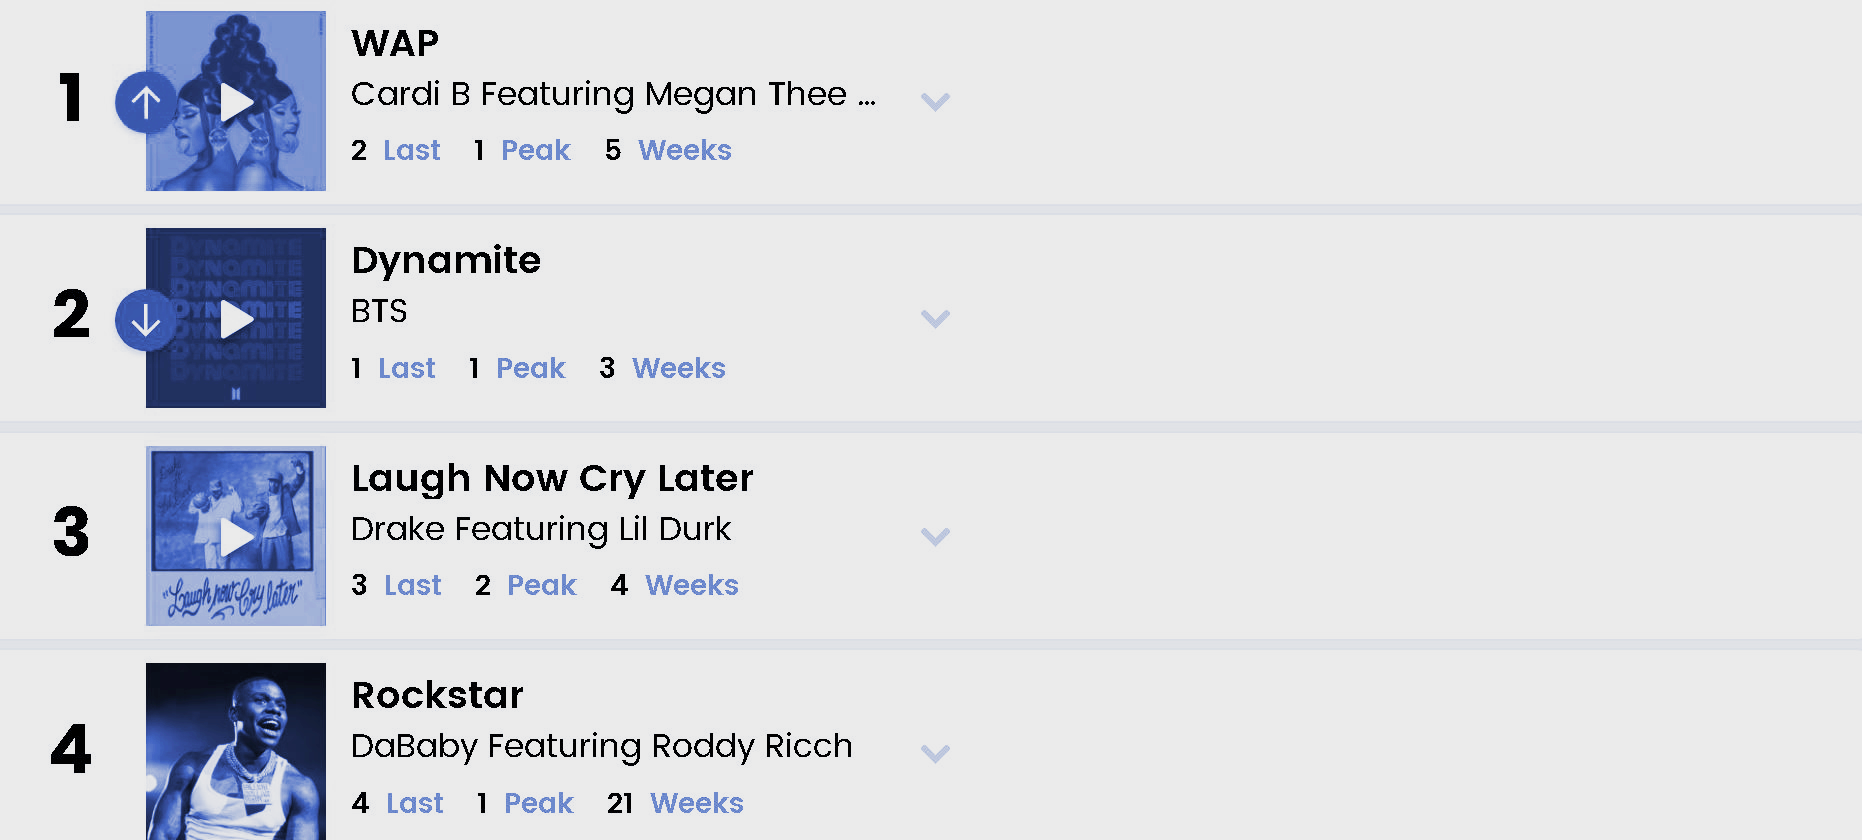 1
WAP
Cardi B Featuring Megan Thee ...
2 Last 1 Peak 5 Weeks
2
DYNAMITE
DYNAMITE
DYNAMITE
DYNAMITE
DYNAMITE
DYNAMITE
DYNAMITE
Dynamite
BTS
1 Last 1 Peak 3 Weeks
3
"Laugh now Cry later"
Laugh Now Cry Later
Drake Featuring Lil Durk
3 Last 2 Peak 4 Weeks
4
Rockstar
DaBaby Featuring Roddy Ricch
4 Last 1 Peak 21 Weeks